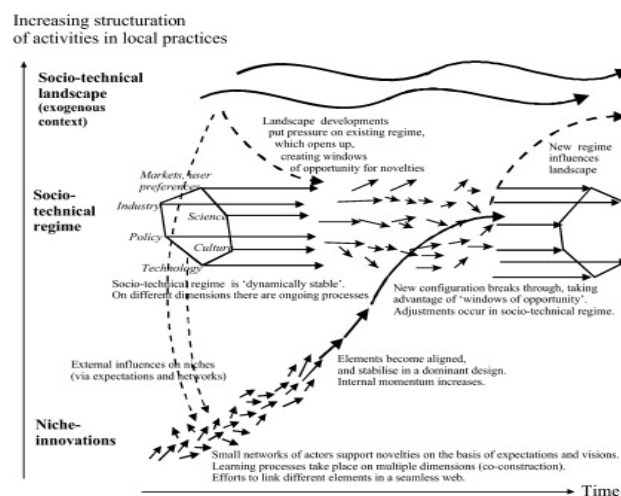 Increasing structuration
of activities in local practices
Socio-technical
landscape
(exogenous
context)
Landscape developments
put pressure on existing regime,
which opens up,
creating windows
of opportunity for novelties
New regime
influences
landscape
Markets, user
preferences
Socio-
technical
regime
Industry
Science
Policy
Culture
Technology
Socio-technical regime is ‘dynamically stable’.
On different dimensions there are ongoing processes
New configuration breaks through, taking
advantage of ‘windows of opportunity’.
Adjustments occur in socio-technical regime.
External influences on niches
(via expectations and networks)
Elements become aligned,
and stabilise in a dominant design.
Internal momentum increases.
Niche-
innovations
Small networks of actors support novelties on the basis of expectations and visions.
Learning processes take place on multiple dimensions (co-construction).
Efforts to link different elements in a seamless web.
Time